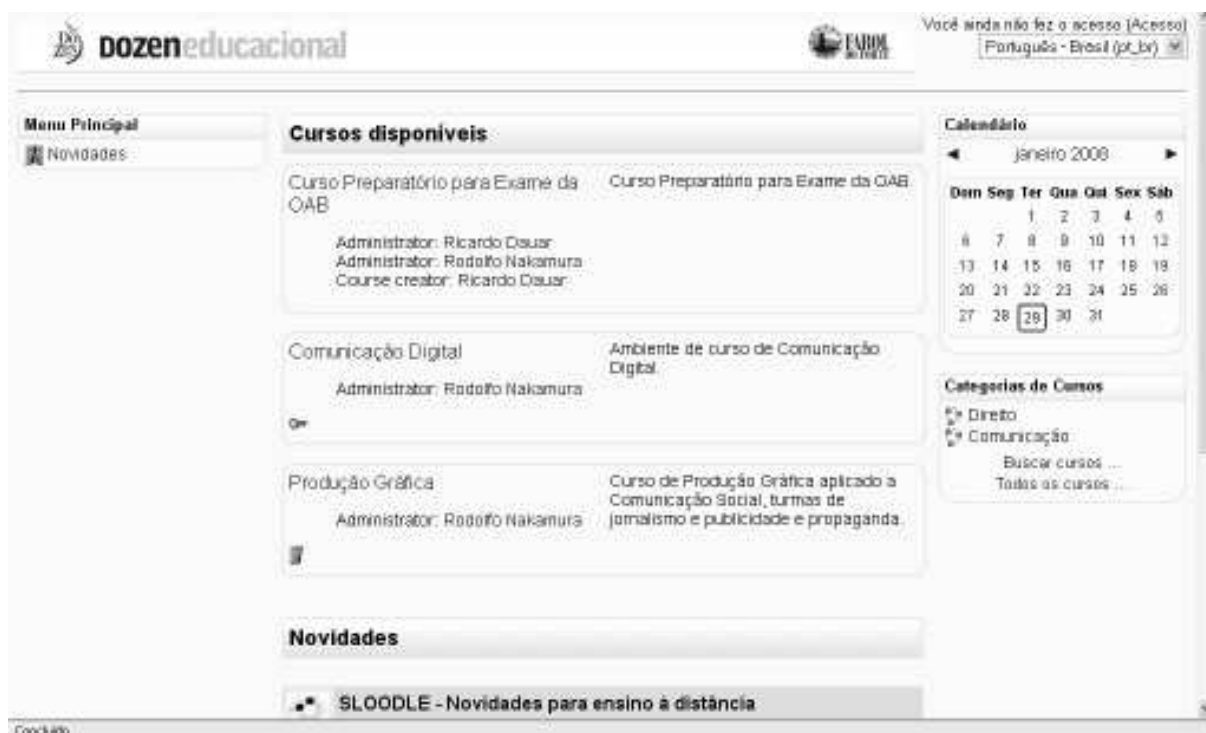 DOZENeducacional
Você ainda não fez o acesso (Acesso)
Português - Brasil (pt_br)
Menu Principal
Novidades
Cursos disponíveis
Curso Preparatório para Exame da OAB
Curso Preparatório para Exame da
OAB
Administrator: Ricardo Dauar
Administrator: Rodolfo Nakamura
Course creator: Ricardo Dauar
Comunicação Digital
Ambiente de curso de Comunicação
Digital.
Administrator: Rodolfo Nakamura
Produção Gráfica
Curso de Produção Gráfica aplicado a
Comunicação Social, turmas de
jornalismo e publicidade e propaganda.
Administrator: Rodolfo Nakamura
Novidades
SLOODLE - Novidades para ensino à distância
Calendário
janeiro 2008
Dom Seg Ter Qua Qui Sex Sáb
1 2 3 4 5
6 7 8 9 10 11 12
13 14 15 16 17 18 19
20 21 22 23 24 25 26
27 28 29 30 31
Categorias de Cursos
Direito
Comunicação
Buscar cursos ...
Todos os cursos ...
Concluído